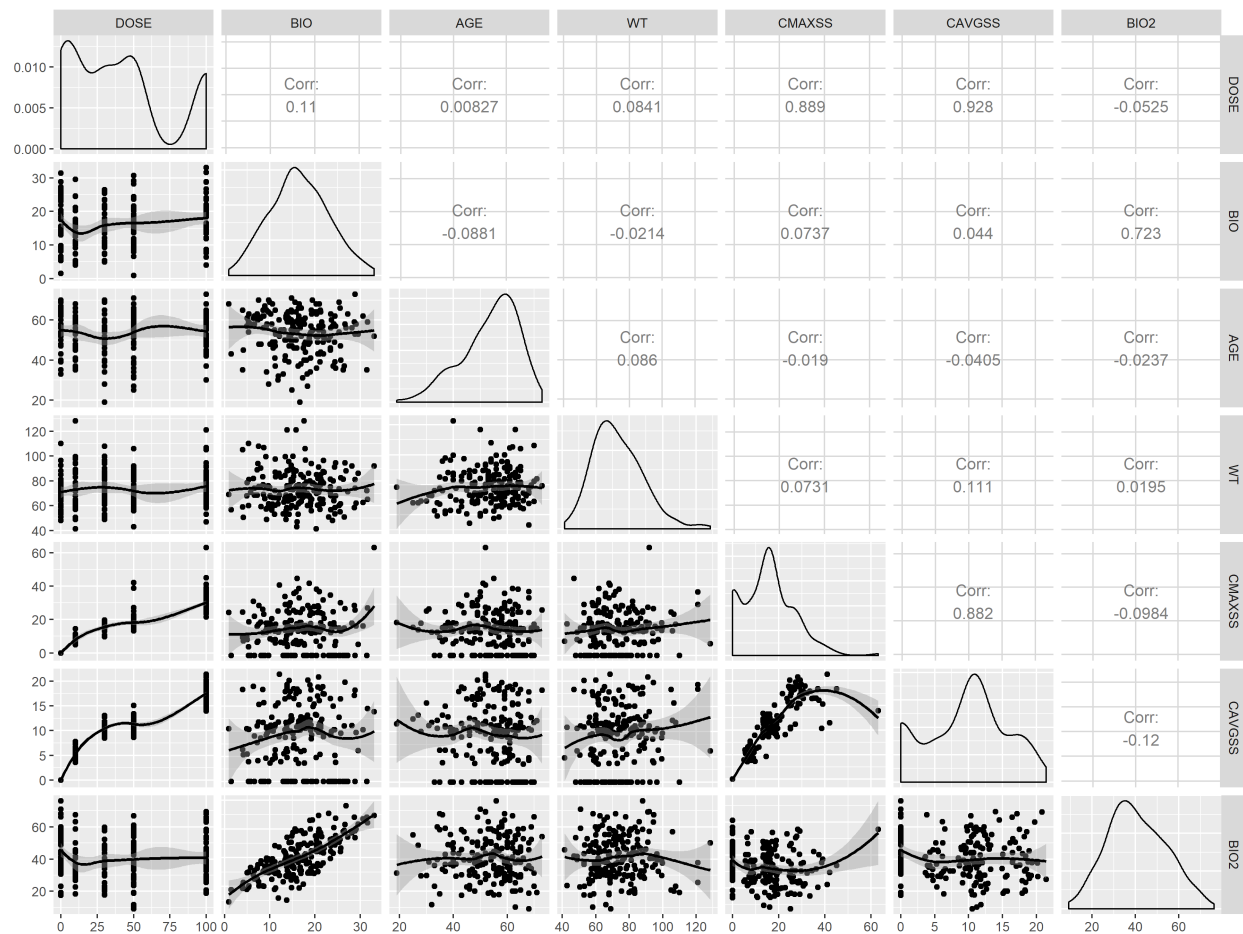 DOSE BIO AGE WT CMAXSS CAVGSS BIO2
0.010
0.005
0.000
Corr: Corr: Corr: Corr: Corr: Corr:
0.11 0.00827 0.0841 0.889 0.928 -0.0525
DOSE
30
20
10
0
Corr: Corr: Corr: Corr: Corr:
-0.0881 -0.0214 0.0737 0.044 0.723
BIO
60
40
20
Corr: Corr: Corr: Corr:
0.086 -0.019 -0.0405 -0.0237
AGE
120
100
80
60
40
Corr: Corr: Corr:
0.0731 0.111 0.0195
WT
60
40
20
0
Corr: Corr:
0.882 -0.0984
CMAXSS
20
15
10
5
0
Corr:
-0.12
CAVGSS
60
40
20
BIO2
0 25 50 75 100 0 10 20 30 20 40 60 40 60 80 100 120 0 20 40 60 0 5 10 15 20 20 40 60